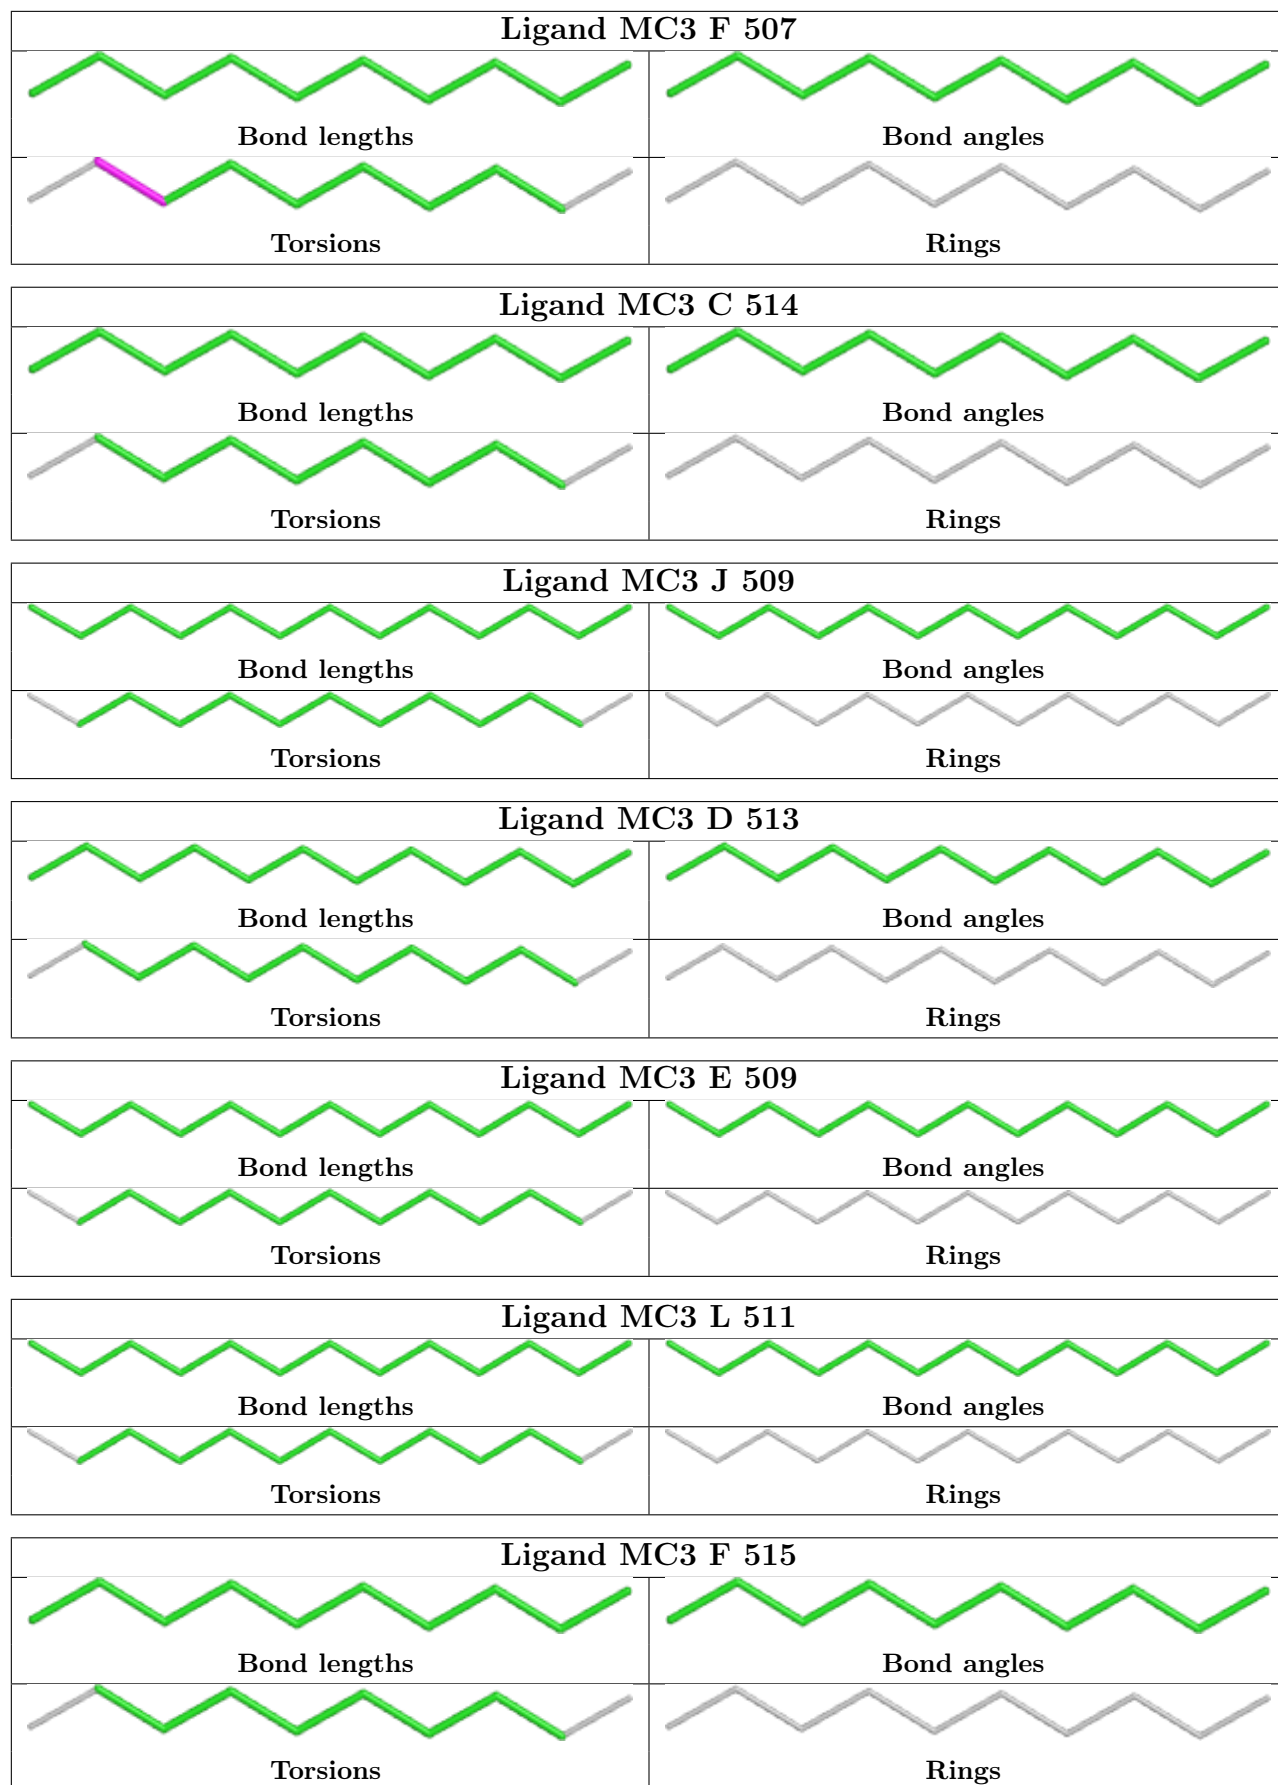 Ligand MC3 F 507
Bond lengths Bond angles
Torsions Rings
Ligand MC3 C 514
Bond lengths Bond angles
Torsions Rings
Ligand MC3 J 509
Bond lengths Bond angles
Torsions Rings
Ligand MC3 D 513
Bond lengths Bond angles
Torsions Rings
Ligand MC3 E 509
Bond lengths Bond angles
Torsions Rings
Ligand MC3 L 511
Bond lengths Bond angles
Torsions Rings
Ligand MC3 F 515
Bond lengths Bond angles
Torsions Rings